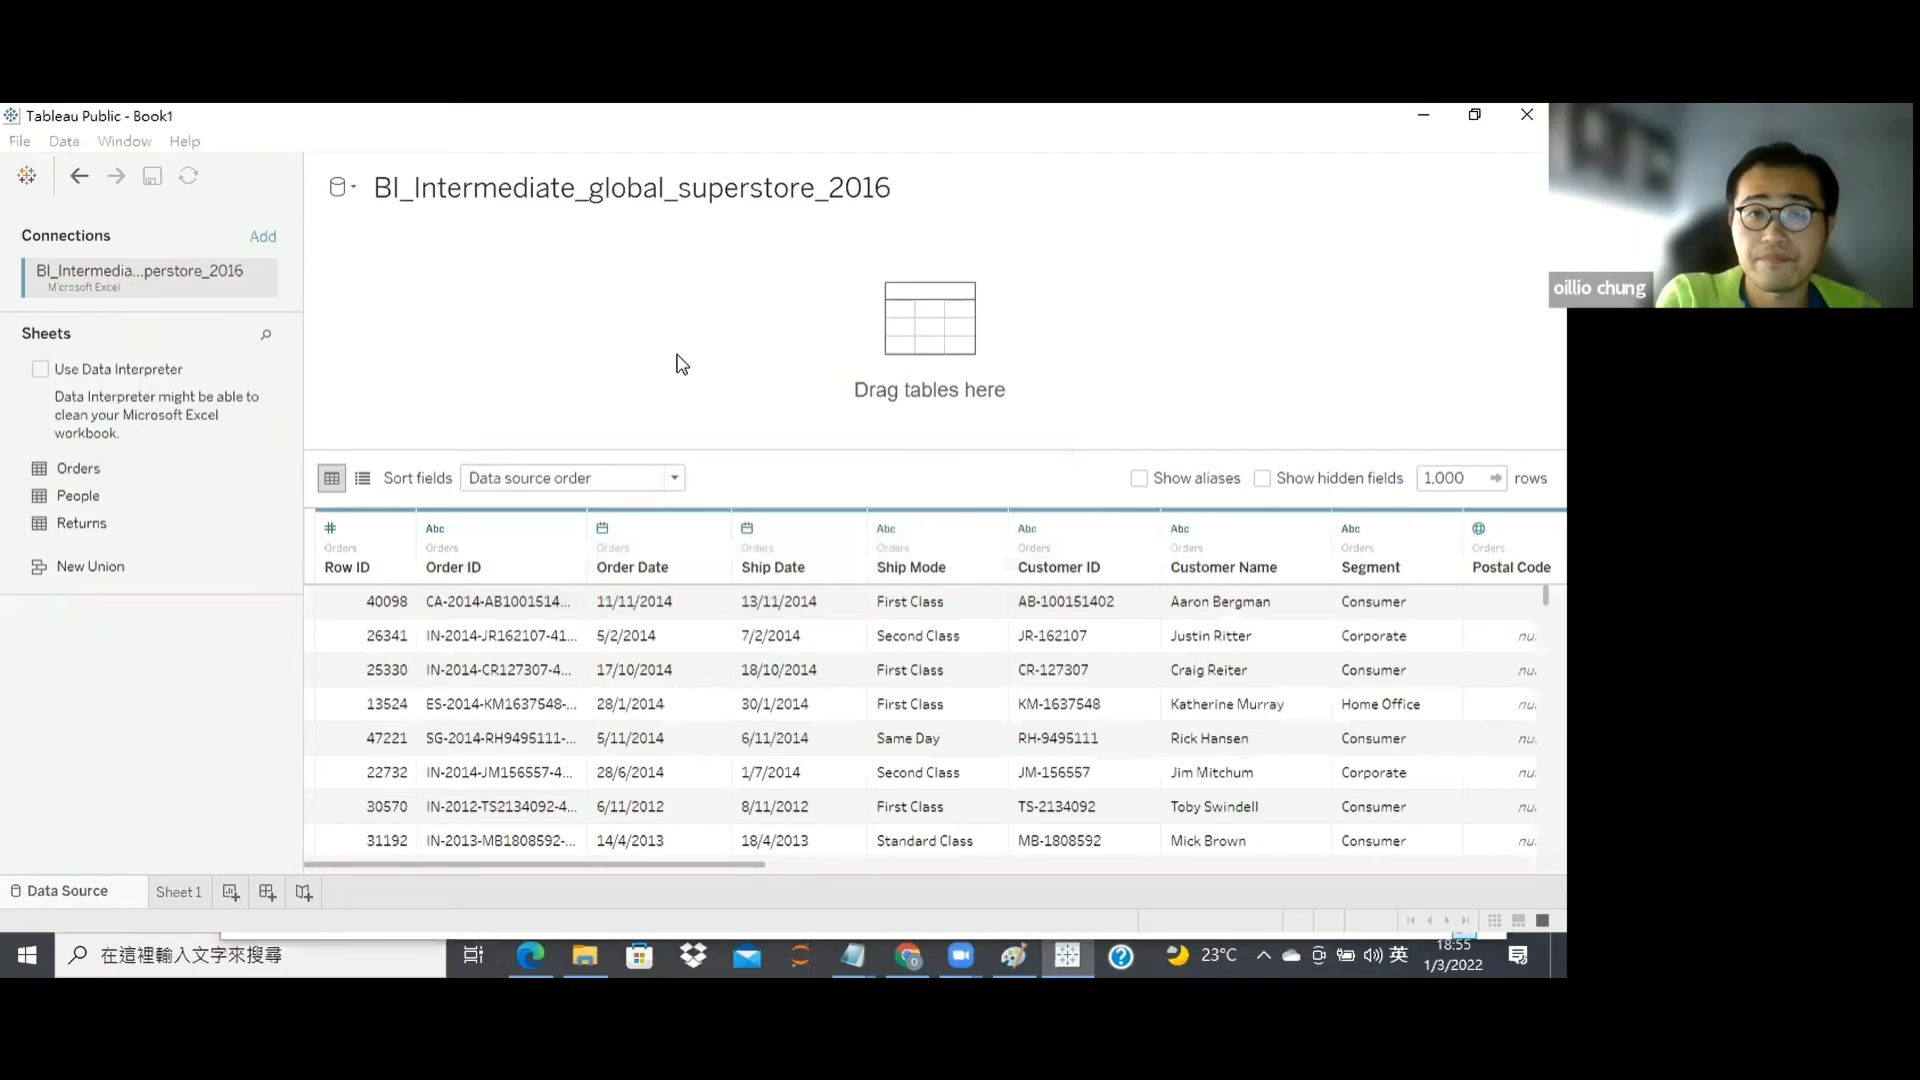 Tableau Public - Book1
File Data Window Help
BI_Intermediate_global_superstore_2016
Connections Add
BI_Intermedia...perstore_2016
Microsoft Excel
oillio chung
Sheets
Use Data Interpreter
Data Interpreter might be able to
clean your Microsoft Excel
workbook.
Drag tables here
Orders
People
Returns
New Union
Sort fields Data source order Show aliases Show hidden fields 1,000 rows
# Abc Abc Abc Abc Abc
Orders Orders Orders Orders Orders Orders Orders Orders Orders
Row ID Order ID Order Date Ship Date Ship Mode Customer ID Customer Name Segment Postal Code
40098 CA-2014-AB1001514... 11/11/2014 13/11/2014 First Class AB-100151402 Aaron Bergman Consumer
26341 IN-2014-JR162107-41... 5/2/2014 7/2/2014 Second Class JR-162107 Justin Ritter Corporate nu
25330 IN-2014-CR127307-4... 17/10/2014 18/10/2014 First Class CR-127307 Craig Reiter Consumer nu
13524 ES-2014-KM1637548-... 28/1/2014 30/1/2014 First Class KM-1637548 Katherine Murray Home Office nu
47221 SG-2014-RH9495111-... 5/11/2014 6/11/2014 Same Day RH-9495111 Rick Hansen Consumer nu
22732 IN-2014-JM156557-4... 28/6/2014 1/7/2014 Second Class JM-156557 Jim Mitchum Corporate nu
30570 IN-2012-TS2134092-4... 6/11/2012 8/11/2012 First Class TS-2134092 Toby Swindell Consumer nu
31192 IN-2013-MB1808592-... 14/4/2013 18/4/2013 Standard Class MB-1808592 Mick Brown Consumer nu
Data Source Sheet 1
在這裡輸入文字來搜尋 23°C 英 18:55
1/3/2022